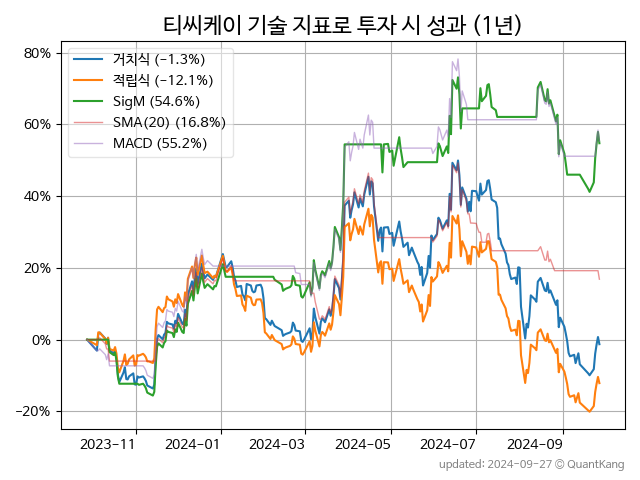 티씨케이 기술 지표로 투자 시 성과 (1년)
거치식 (-1.3%)
적립식 (-12.1%)
SigM (54.6%)
SMA(20) (16.8%)
MACD (55.2%)
80%
60%
40%
20%
0%
-20%
2023-11 2024-01 2024-03 2024-05 2024-07 2024-09
updated: 2024-09-27 © QuantKang